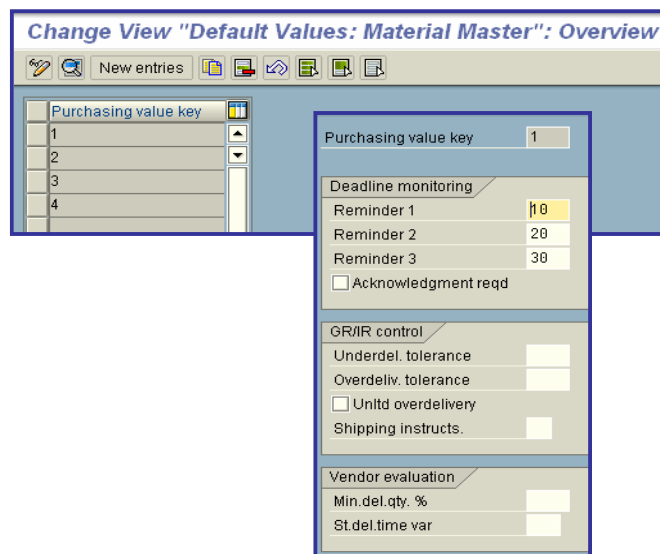 Change View "Default Values: Material Master": Overview
New entries
Purchasing value key
1
2
3
4
Purchasing value key 1
Deadline monitoring
Reminder 1 10
Reminder 2 20
Reminder 3 30
Acknowledgment reqd
GR/IR control
Underdel. tolerance
Overdeliv. tolerance
Unltd overdelivery
Shipping instructs.
Vendor evaluation
Min.del.qty. %
St.del.time var